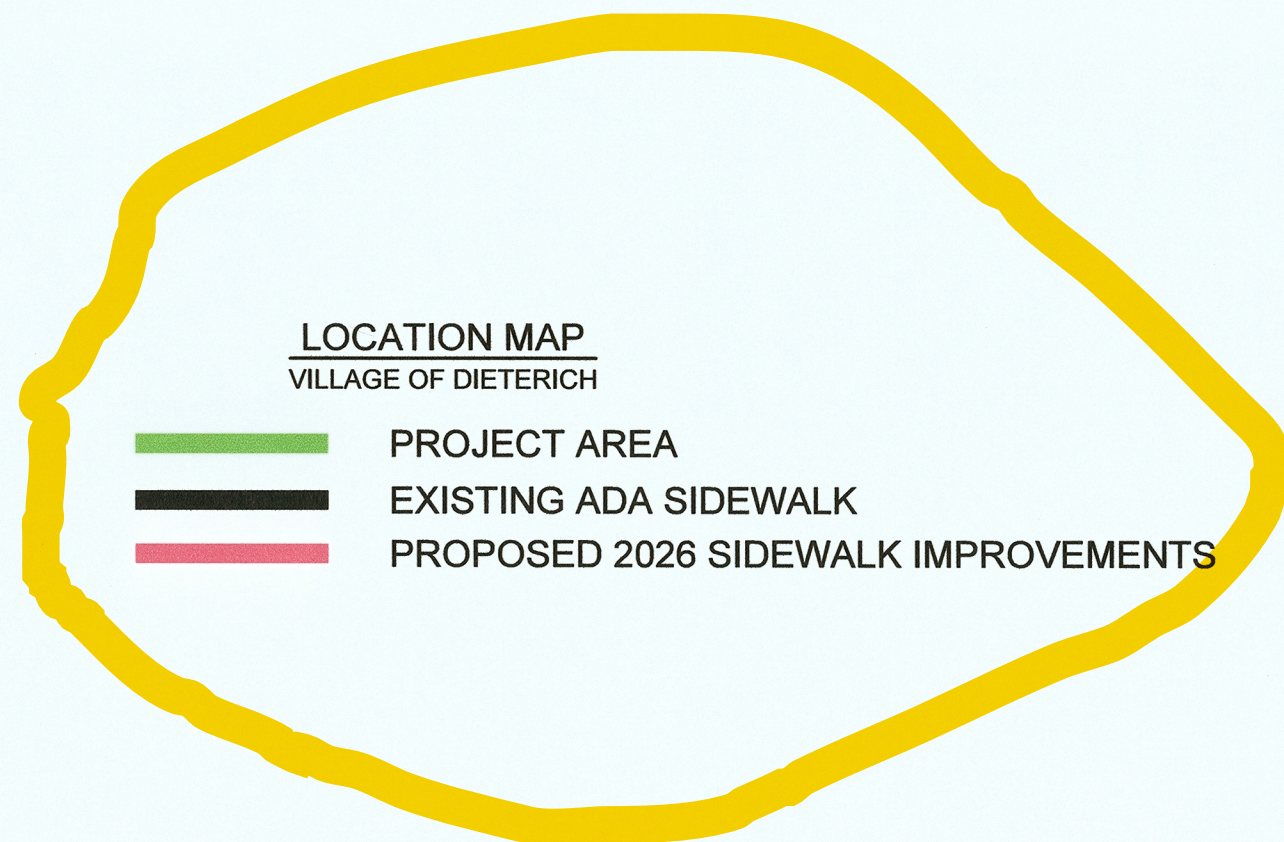 LOCATION MAP
VILLAGE OF DIETERICH
PROJECT AREA
EXISTING ADA SIDEWALK
PROPOSED 2026 SIDEWALK IMPROVEMENTS